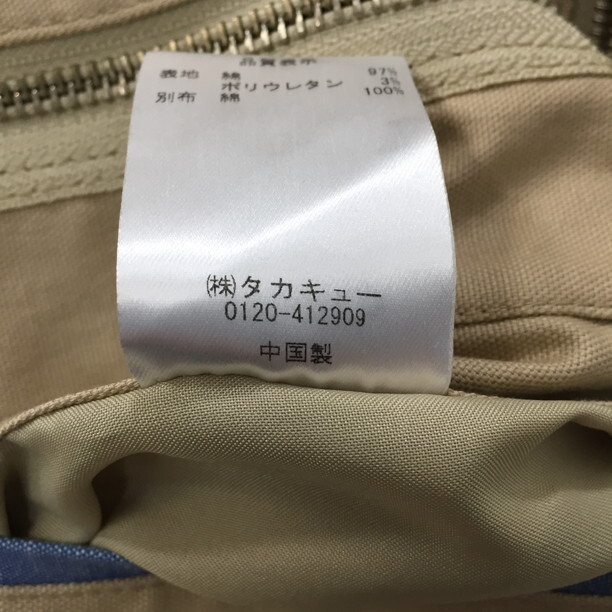 品質表示
表地 綿 97%
ポリウレタン 3%
別布 綿 100%
(株)タカキュー
0120-412909
中国製